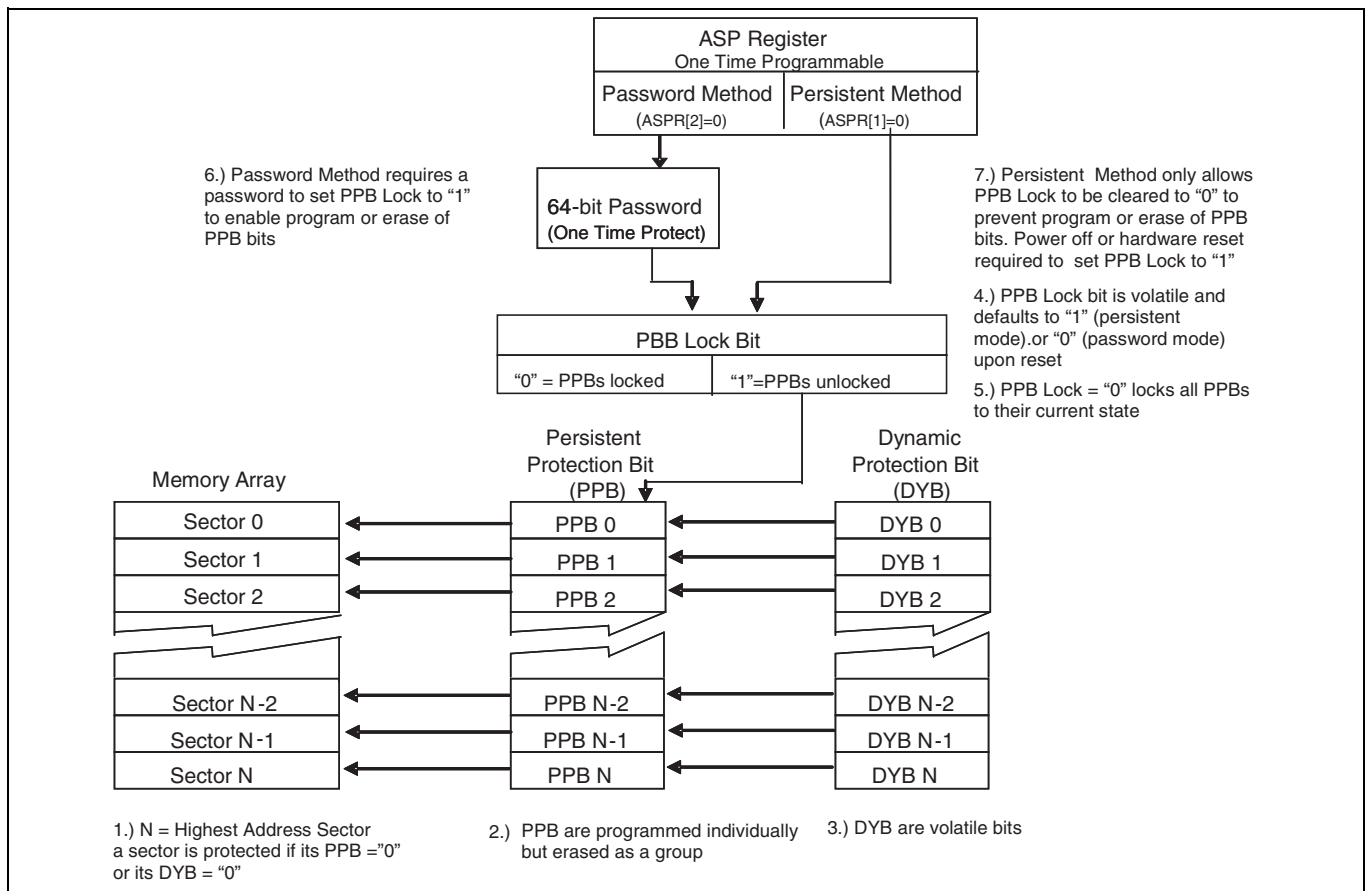 ASP Register
One Time Programmable
Password Method
(ASPR[2]=0)
Persistent Method
(ASPR[1]=0)
6.) Password Method requires a
password to set PPB Lock to “1”
to enable program or erase of
PPB bits
64-bit Password
(One Time Protect)
7.) Persistent Method only allows
PPB Lock to be cleared to “0” to
prevent program or erase of PPB
bits. Power off or hardware reset
required to set PPB Lock to “1”
4.) PPB Lock bit is volatile and
defaults to “1” (persistent
mode).or “0” (password mode)
upon reset
5.) PPB Lock = “0” locks all PPBs
to their current state
PBB Lock Bit
“0” = PPBs locked
“1”=PPBs unlocked
Memory Array
Persistent
Protection Bit
(PPB)
Dynamic
Protection Bit
(DYB)
Sector 0
PPB 0
DYB 0
Sector 1
PPB 1
DYB 1
Sector 2
PPB 2
DYB 2
Sector N-2
PPB N-2
DYB N-2
Sector N-1
PPB N-1
DYB N-1
Sector N
PPB N
DYB N
1.) N = Highest Address Sector
a sector is protected if its PPB =”0”
or its DYB = “0”
2.) PPB are programmed individually
but erased as a group
3.) DYB are volatile bits